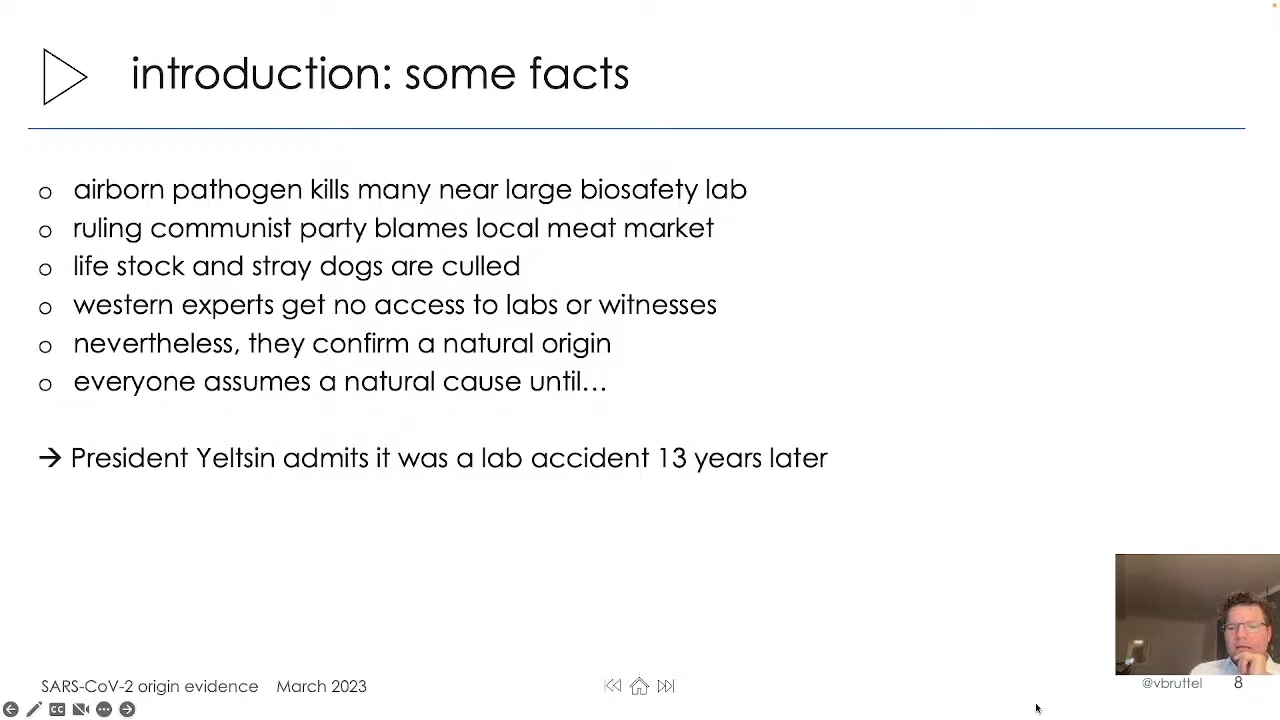 introduction: some facts
o airborn pathogen kills many near large biosafety lab
o ruling communist party blames local meat market
o life stock and stray dogs are culled
o western experts get no access to labs or witnesses
o nevertheless, they confirm a natural origin
o everyone assumes a natural cause until…
→ President Yeltsin admits it was a lab accident 13 years later
SARS-CoV-2 origin evidence March 2023
@vbruttel 8
CC